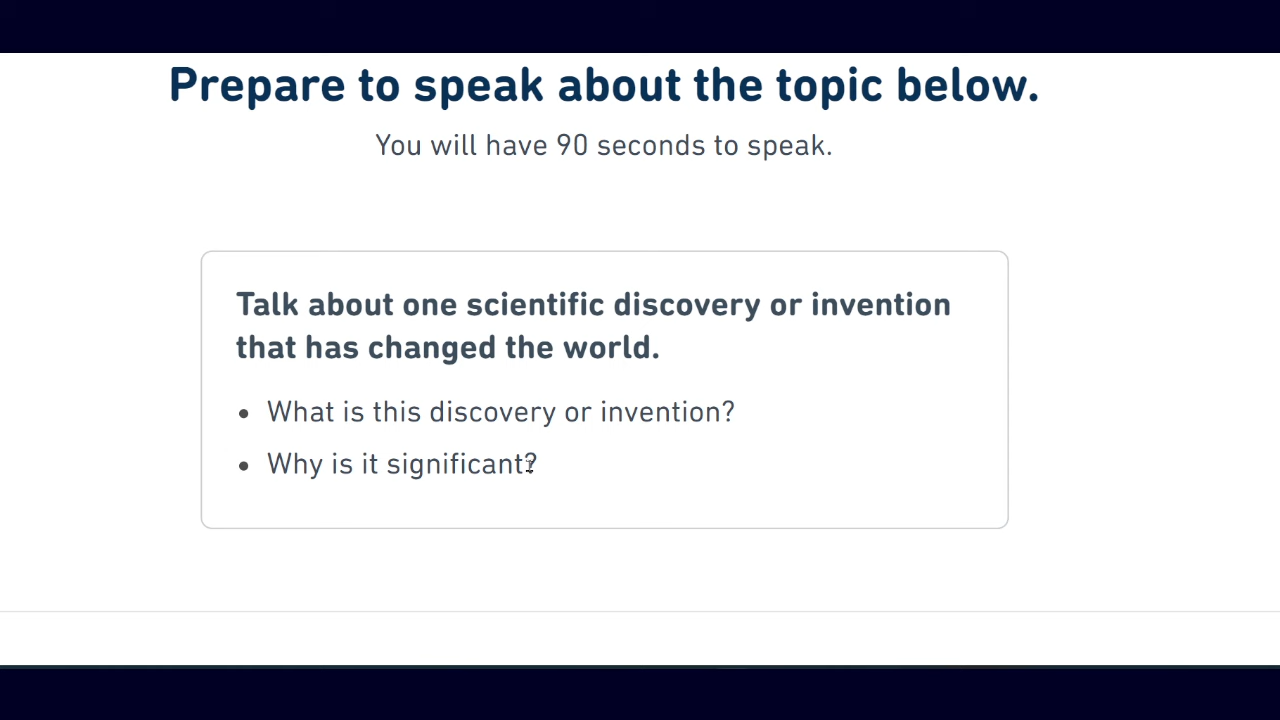 Prepare to speak about the topic below.
You will have 90 seconds to speak.
Talk about one scientific discovery or invention
that has changed the world.
• What is this discovery or invention?
• Why is it significant?